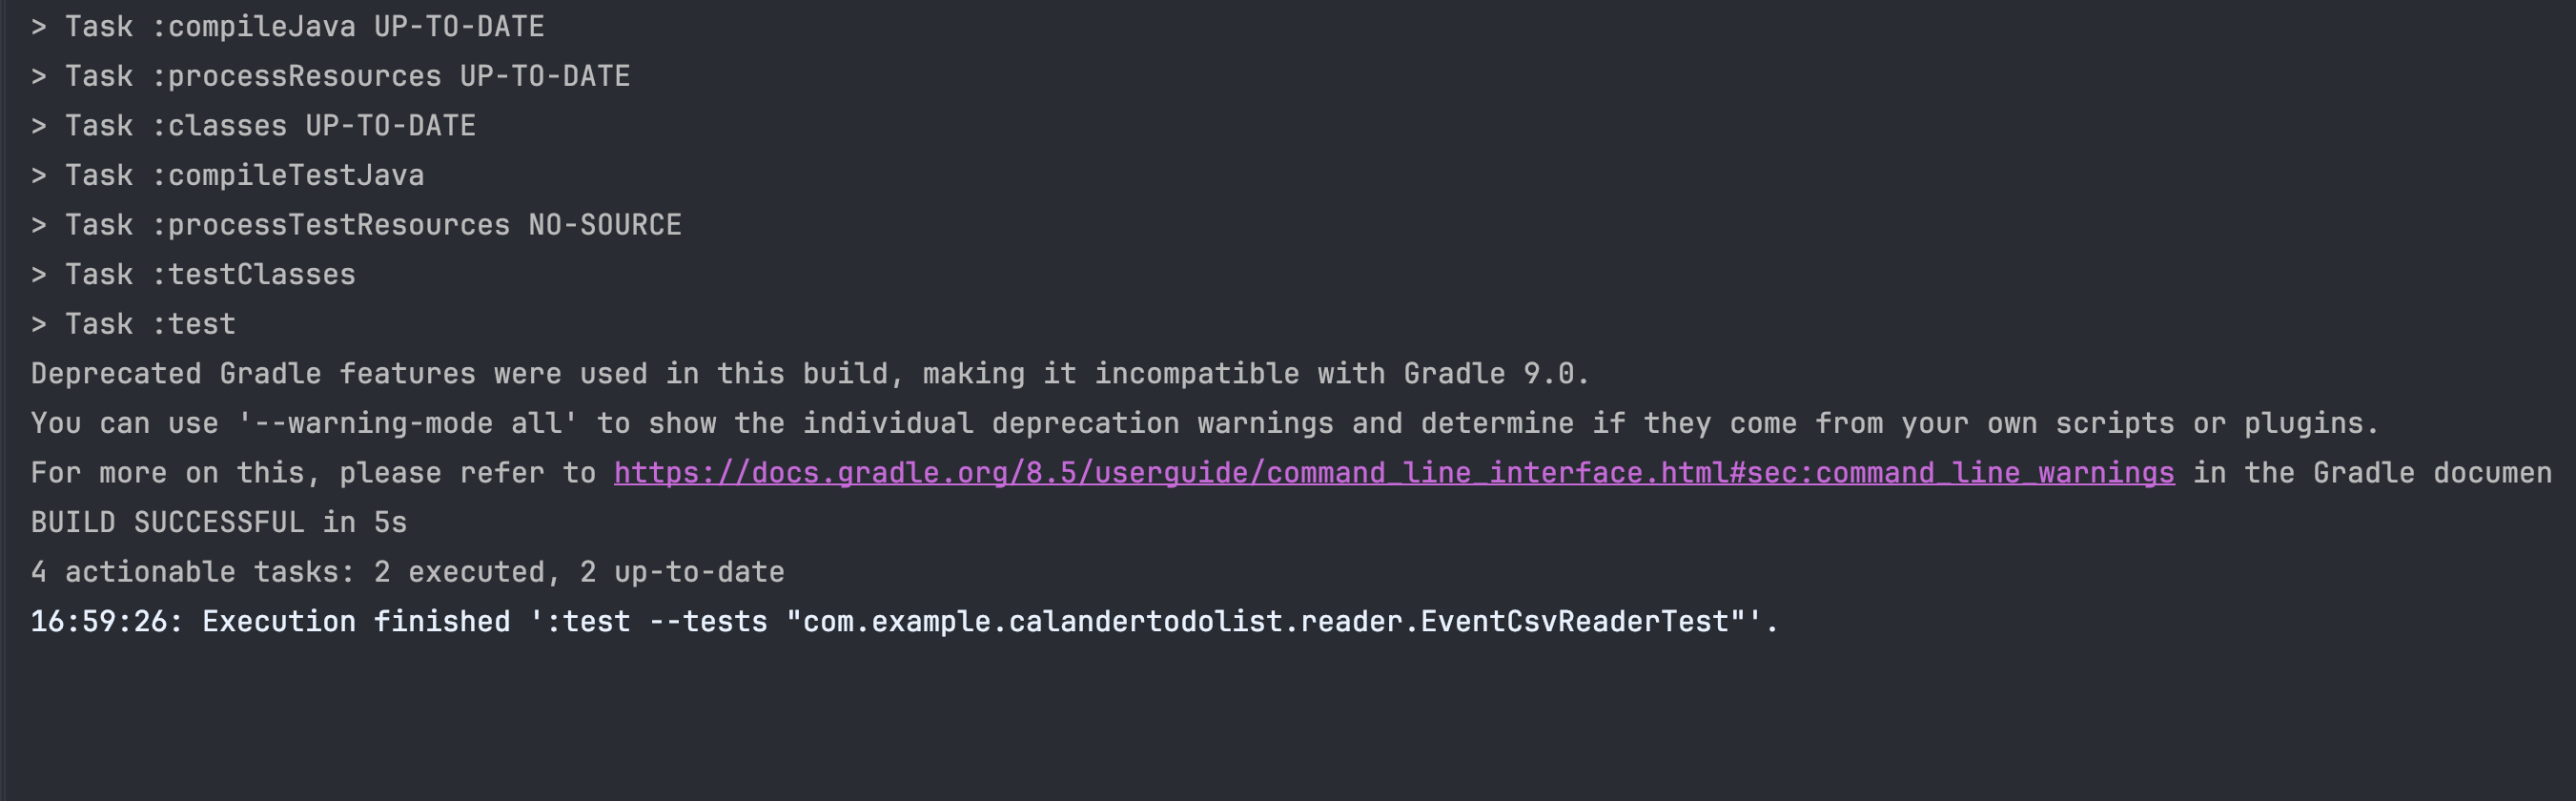 > Task :compileJava UP-TO-DATE
> Task :processResources UP-TO-DATE
> Task :classes UP-TO-DATE
> Task :compileTestJava
> Task :processTestResources NO-SOURCE
> Task :testClasses
> Task :test
Deprecated Gradle features were used in this build, making it incompatible with Gradle 9.0.
You can use '--warning-mode all' to show the individual deprecation warnings and determine if they come from your own scripts or plugins.
For more on this, please refer to https://docs.gradle.org/8.5/userguide/command_line_interface.html#sec:command_line_warnings in the Gradle documen
BUILD SUCCESSFUL in 5s
4 actionable tasks: 2 executed, 2 up-to-date
16:59:26: Execution finished ':test --tests "com.example.calandertodolist.reader.EventCsvReaderTest"'.